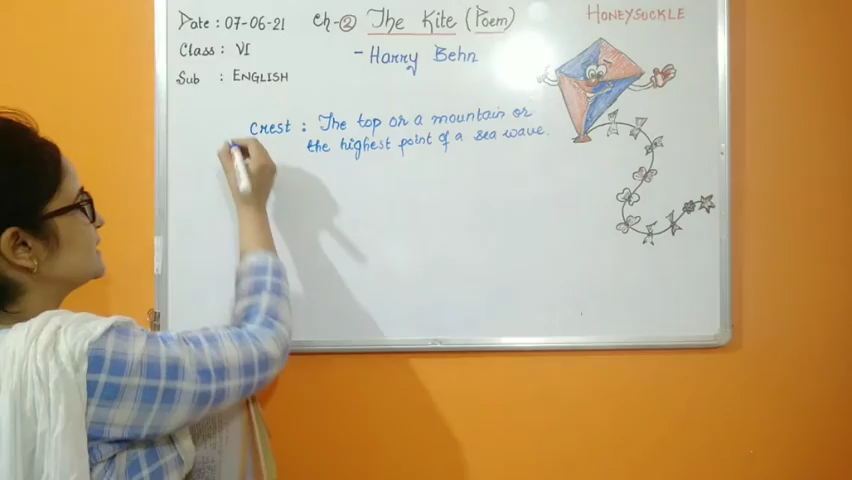 Date : 07-06-21
Ch-② The Kite (Poem)
HONEYSUCKLE
Class : VI
- Harry Behn
Sub : ENGLISH
Crest : The top or a mountain or
the highest point of a sea wave.